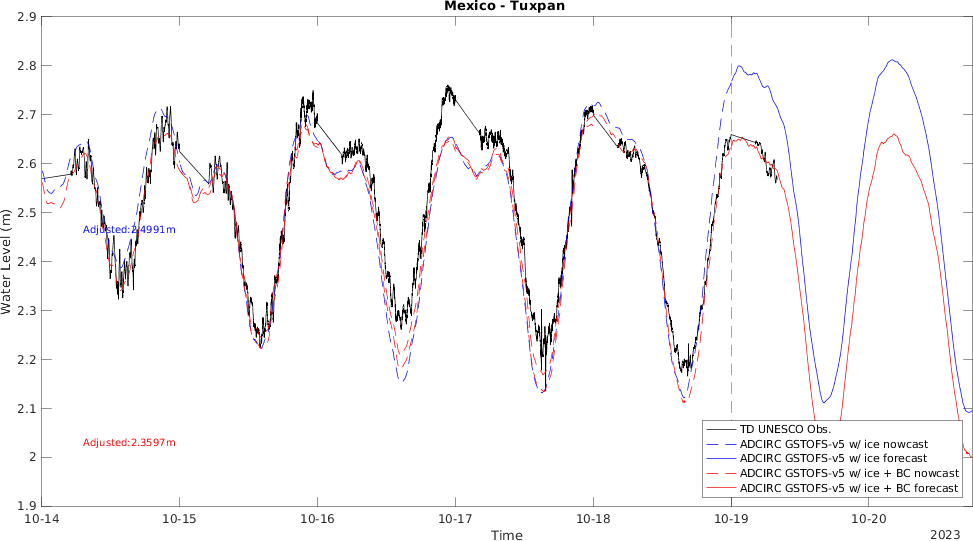 Mexico - Tuxpan
2.9
2.8
2.7
2.6
2.5
2.4
2.3
2.2
2.1
2
1.9
Water Level (m)
Adjusted:2.4991m
Adjusted:2.3597m
TD UNESCO Obs.
ADCIRC GSTOFS-v5 w/ ice nowcast
ADCIRC GSTOFS-v5 w/ ice forecast
ADCIRC GSTOFS-v5 w/ ice + BC nowcast
ADCIRC GSTOFS-v5 w/ ice + BC forecast
10-14 10-15 10-16 10-17 10-18 10-19 10-20
Time
2023